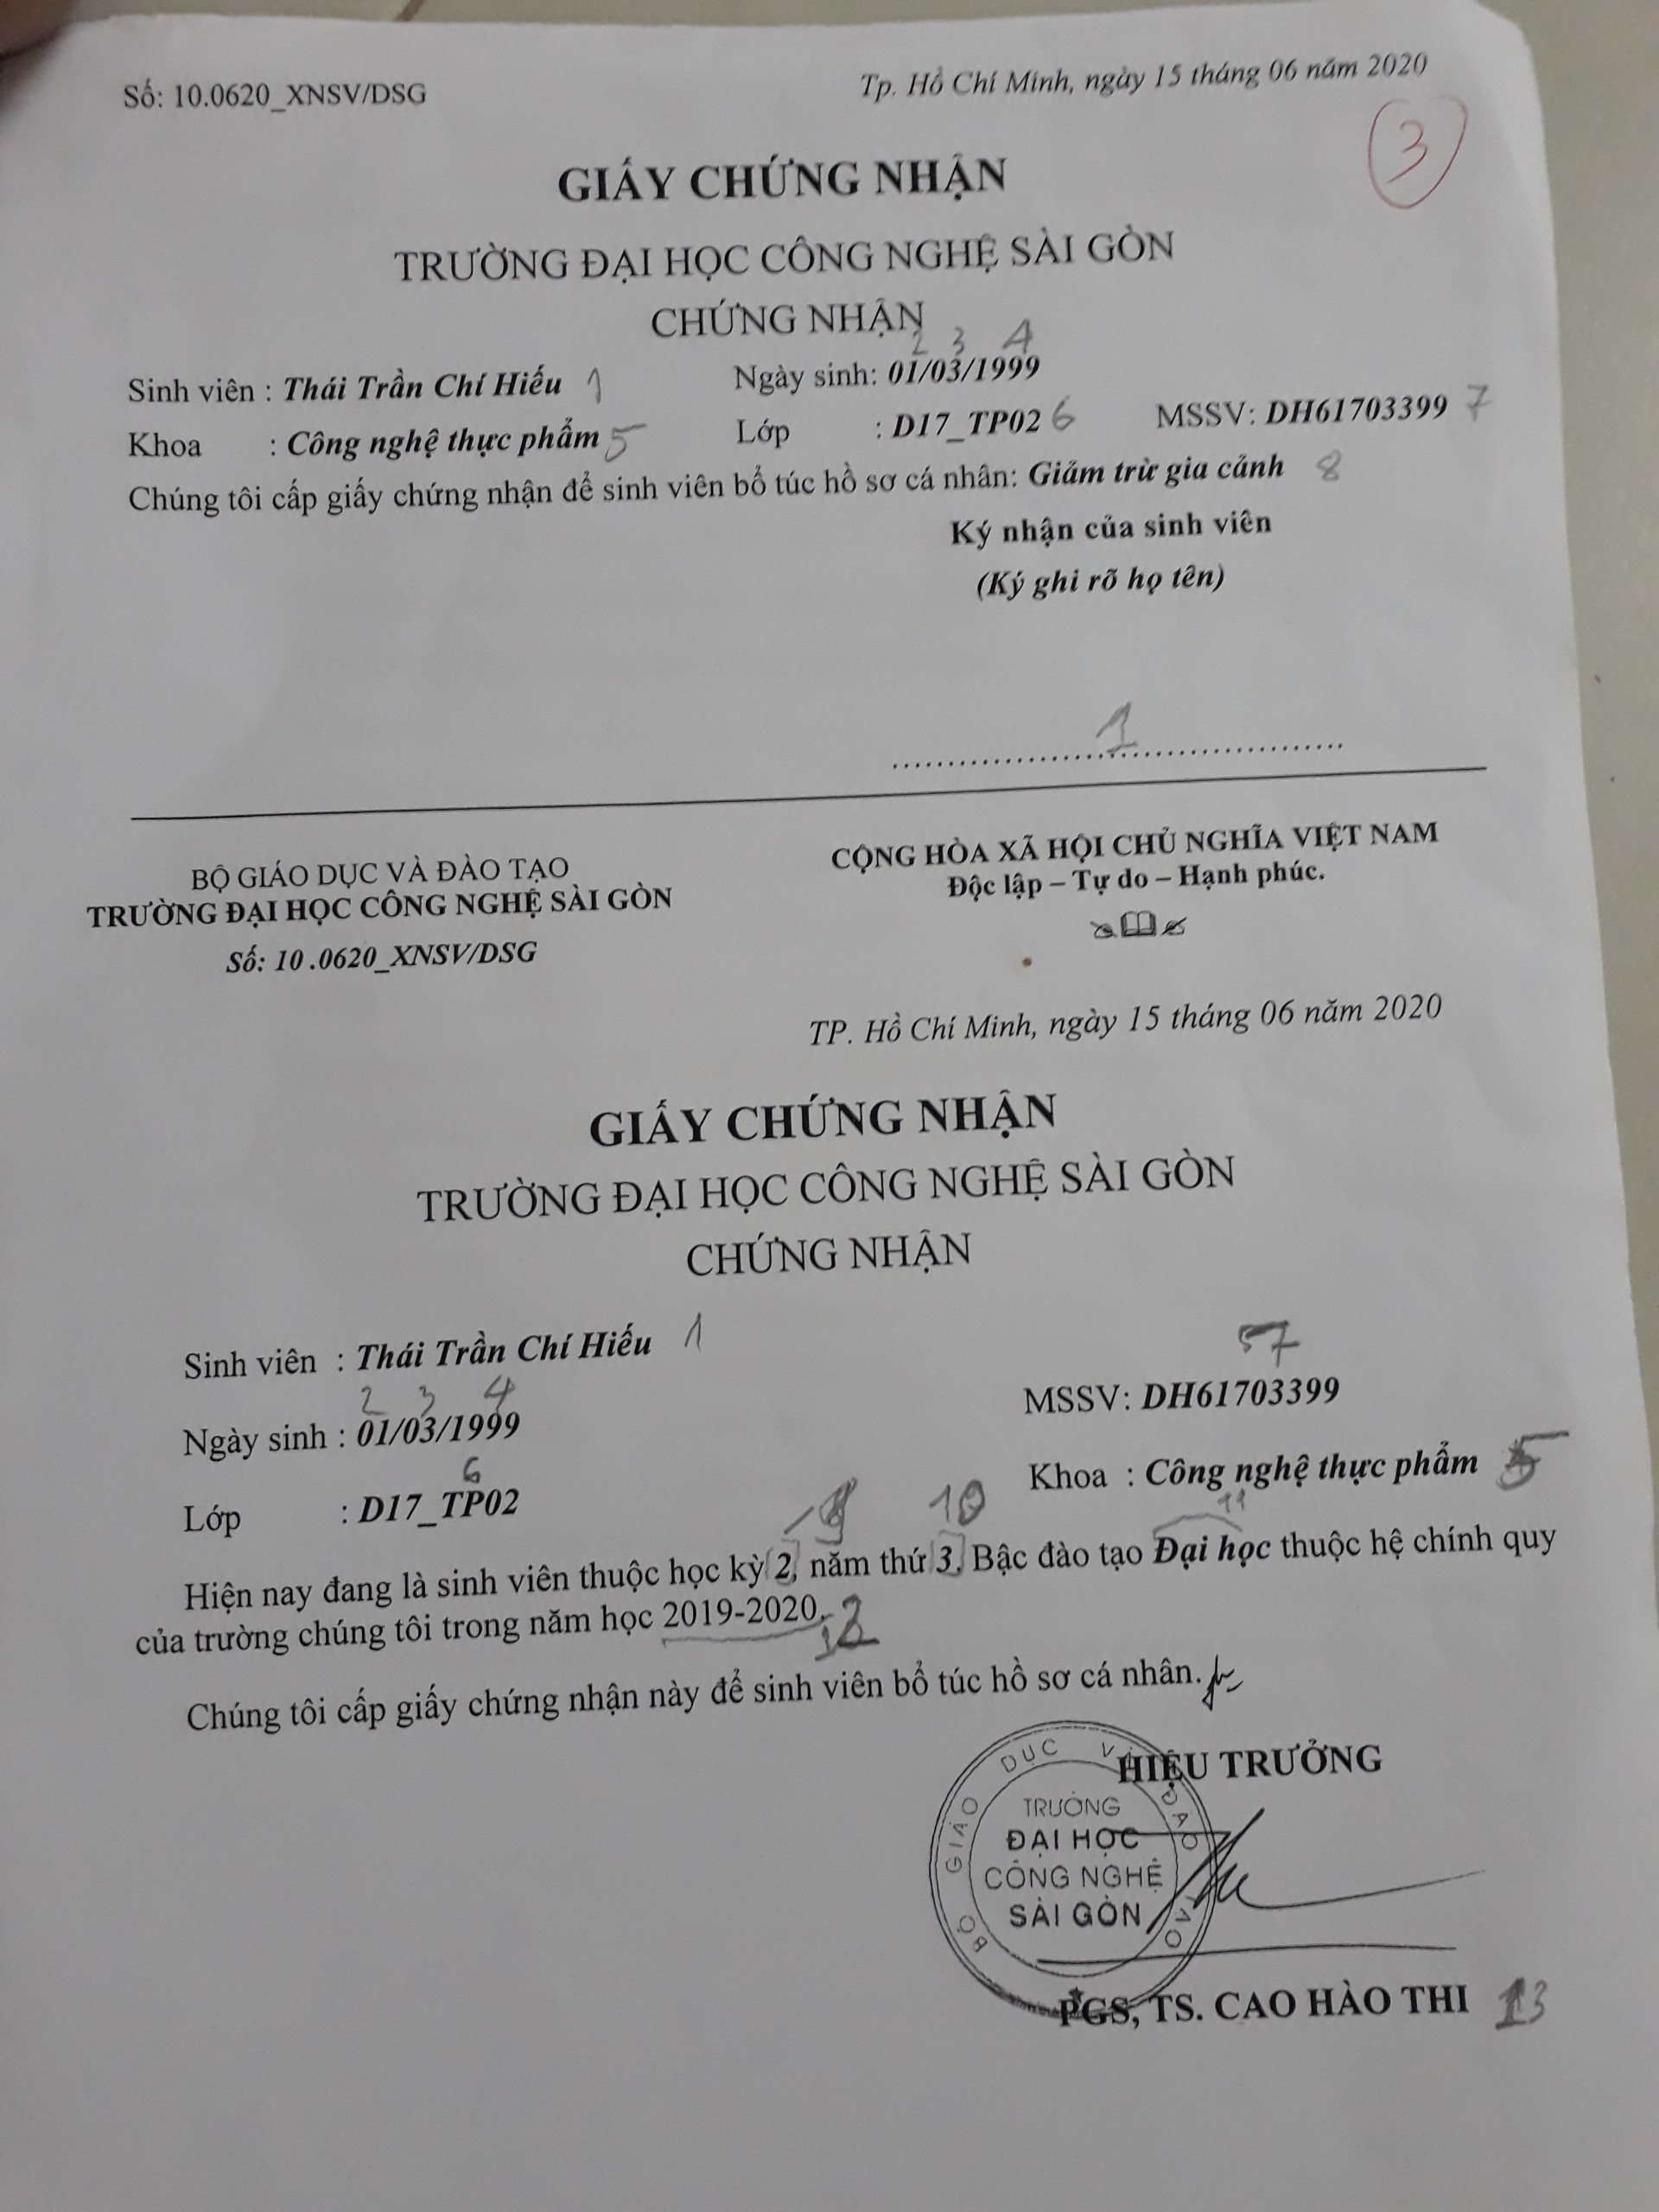 Số: 10.0620_XNSV/DSG
Tp. Hồ Chí Minh, ngày 15 tháng 06 năm 2020
3
GIẤY CHỨNG NHẬN
TRƯỜNG ĐẠI HỌC CÔNG NGHỆ SÀI GÒN
CHỨNG NHẬN
2 3 4
Sinh viên : Thái Trần Chí Hiếu 1 Ngày sinh: 01/03/1999
Khoa : Công nghệ thực phẩm 5 Lớp : D17_TP02 6 MSSV: DH61703399 7
Chúng tôi cấp giấy chứng nhận để sinh viên bổ túc hồ sơ cá nhân: Giảm trừ gia cảnh 8
Ký nhận của sinh viên
(Ký ghi rõ họ tên)
1
BỘ GIÁO DỤC VÀ ĐÀO TẠO
TRƯỜNG ĐẠI HỌC CÔNG NGHỆ SÀI GÒN
Số: 10 .0620_XNSV/DSG
CỘNG HÒA XÃ HỘI CHỦ NGHĨA VIỆT NAM
Độc lập – Tự do – Hạnh phúc.
TP. Hồ Chí Minh, ngày 15 tháng 06 năm 2020
GIẤY CHỨNG NHẬN
TRƯỜNG ĐẠI HỌC CÔNG NGHỆ SÀI GÒN
CHỨNG NHẬN
Sinh viên : Thái Trần Chí Hiếu 1
7
MSSV: DH61703399
2 3 4
Ngày sinh : 01/03/1999
Khoa : Công nghệ thực phẩm 5
6
Lớp : D17_TP02
9 10 11
Hiện nay đang là sinh viên thuộc học kỳ 2, năm thứ 3. Bậc đào tạo Đại học thuộc hệ chính quy
của trường chúng tôi trong năm học 2019-2020.
12
Chúng tôi cấp giấy chứng nhận này để sinh viên bổ túc hồ sơ cá nhân.
HIỆU TRƯỞNG
BỘ GIÁO DỤC VÀ ĐÀO TẠO
TRƯỜNG
ĐẠI HỌC
CÔNG NGHỆ
SÀI GÒN
PGS, TS. CAO HÀO THI 13